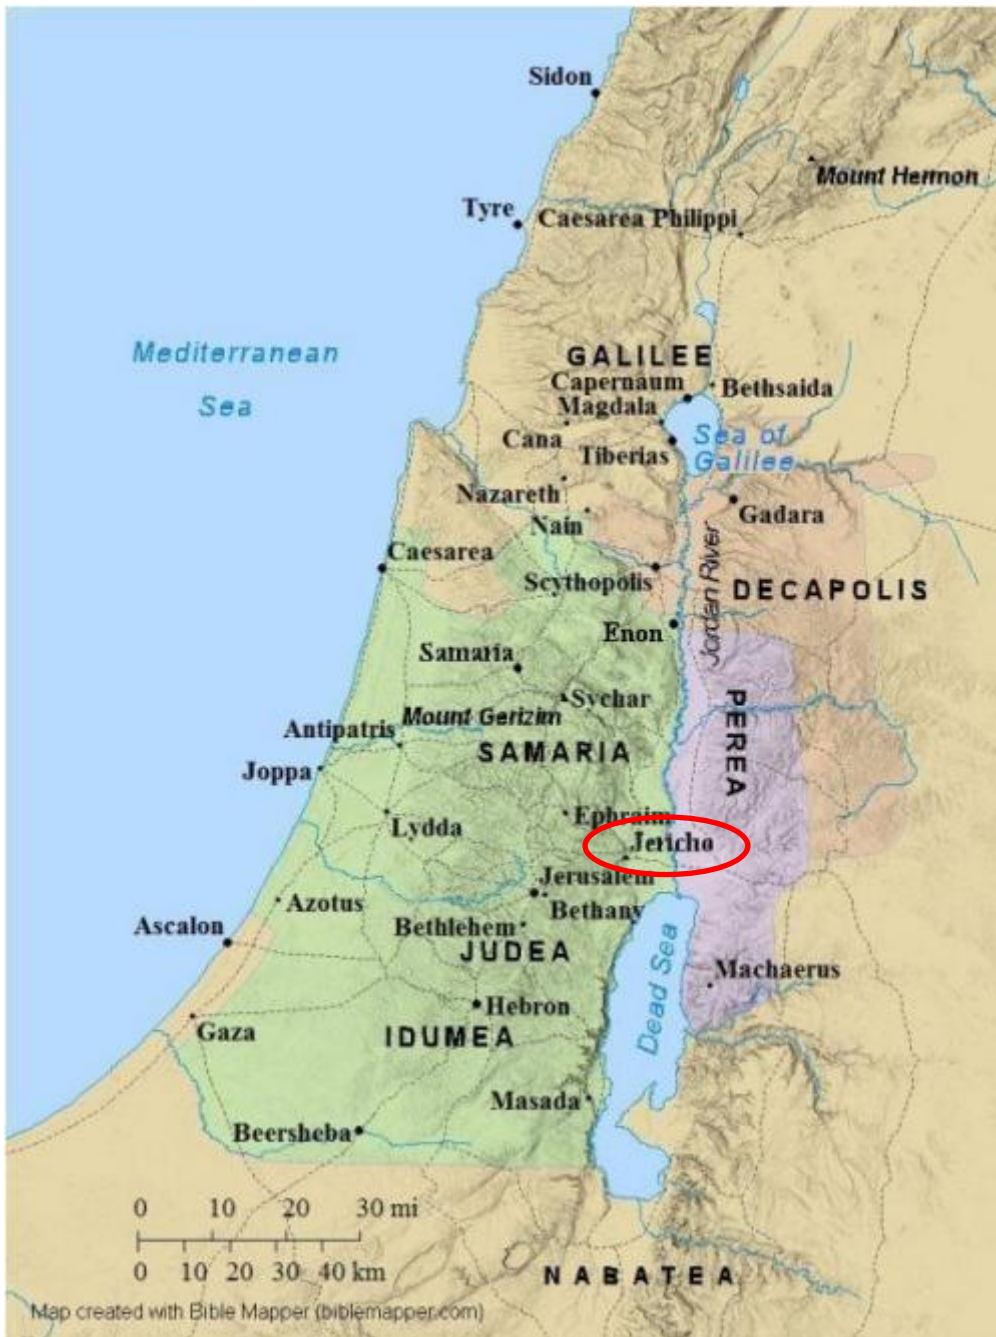 Sidon
Mount Hermon
Tyre
Caesarea Philippi
Mediterranean
Sea
GALILEE
Capernaum
Bethsaida
Magdala
Cana
Sea of
Galilee
Tiberias
Nazareth
Gadara
Nain
Caesarea
Scythopolis
Jordan River
DECAPOLIS
Enon
Samaria
Sychar
PEREA
Mount Gerizim
Antipatris
SAMARIA
Joppa
Ephraim
Lydda
Jericho
Jerusalem
Azotus
Bethany
Ascalon
Bethlehem
JUDEA
Dead Sea
Machaerus
Hebron
Gaza
IDUMEA
Masada
Beersheba
0 10 20 30 mi
0 10 20 30 40 km
NABATEA
Map created with Bible Mapper (biblemapper.com)